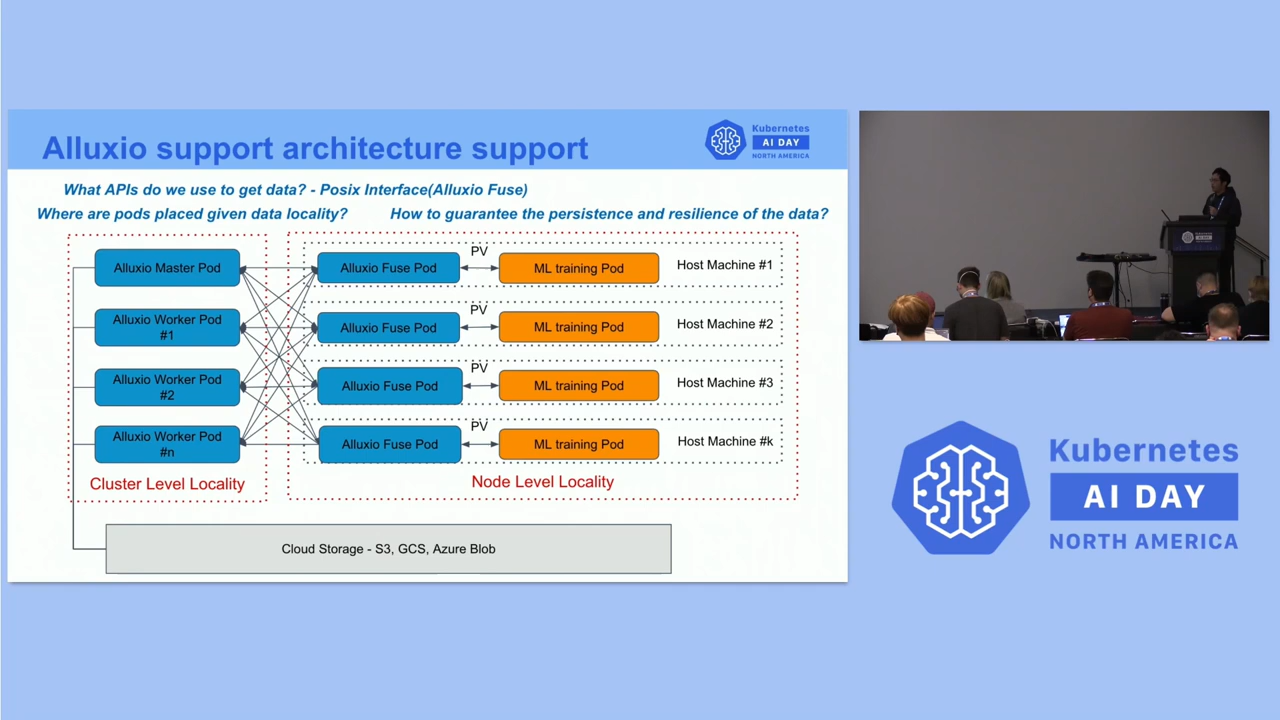 Alluxio support architecture support
Kubernetes
AI DAY
NORTH AMERICA
What APIs do we use to get data? - Posix Interface(Alluxio Fuse)
Where are pods placed given data locality?
How to guarantee the persistence and resilience of the data?
Alluxio Master Pod
Alluxio Worker Pod
#1
Alluxio Worker Pod
#2
Alluxio Worker Pod
#n
Cluster Level Locality
Alluxio Fuse Pod
PV
ML training Pod
Host Machine #1
Alluxio Fuse Pod
PV
ML training Pod
Host Machine #2
Alluxio Fuse Pod
PV
ML training Pod
Host Machine #3
Alluxio Fuse Pod
PV
ML training Pod
Host Machine #k
Node Level Locality
Cloud Storage - S3, GCS, Azure Blob
Kubernetes
AI DAY
NORTH AMERICA